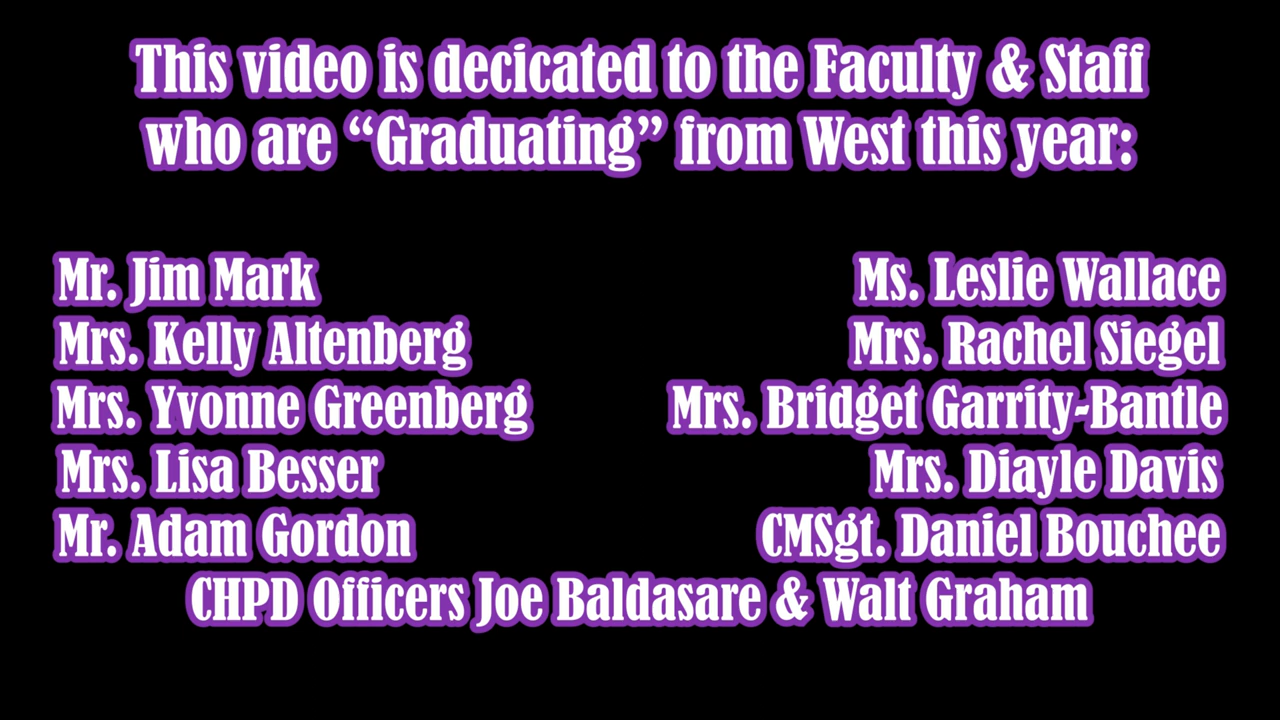 This video is decicated to the Faculty & Staff
who are “Graduating” from West this year:
Mr. Jim Mark
Mrs. Kelly Altenberg
Mrs. Yvonne Greenberg
Mrs. Lisa Besser
Mr. Adam Gordon
Ms. Leslie Wallace
Mrs. Rachel Siegel
Mrs. Bridget Garrity-Bantle
Mrs. Diayle Davis
CMSgt. Daniel Bouchee
CHPD Officers Joe Baldasare & Walt Graham